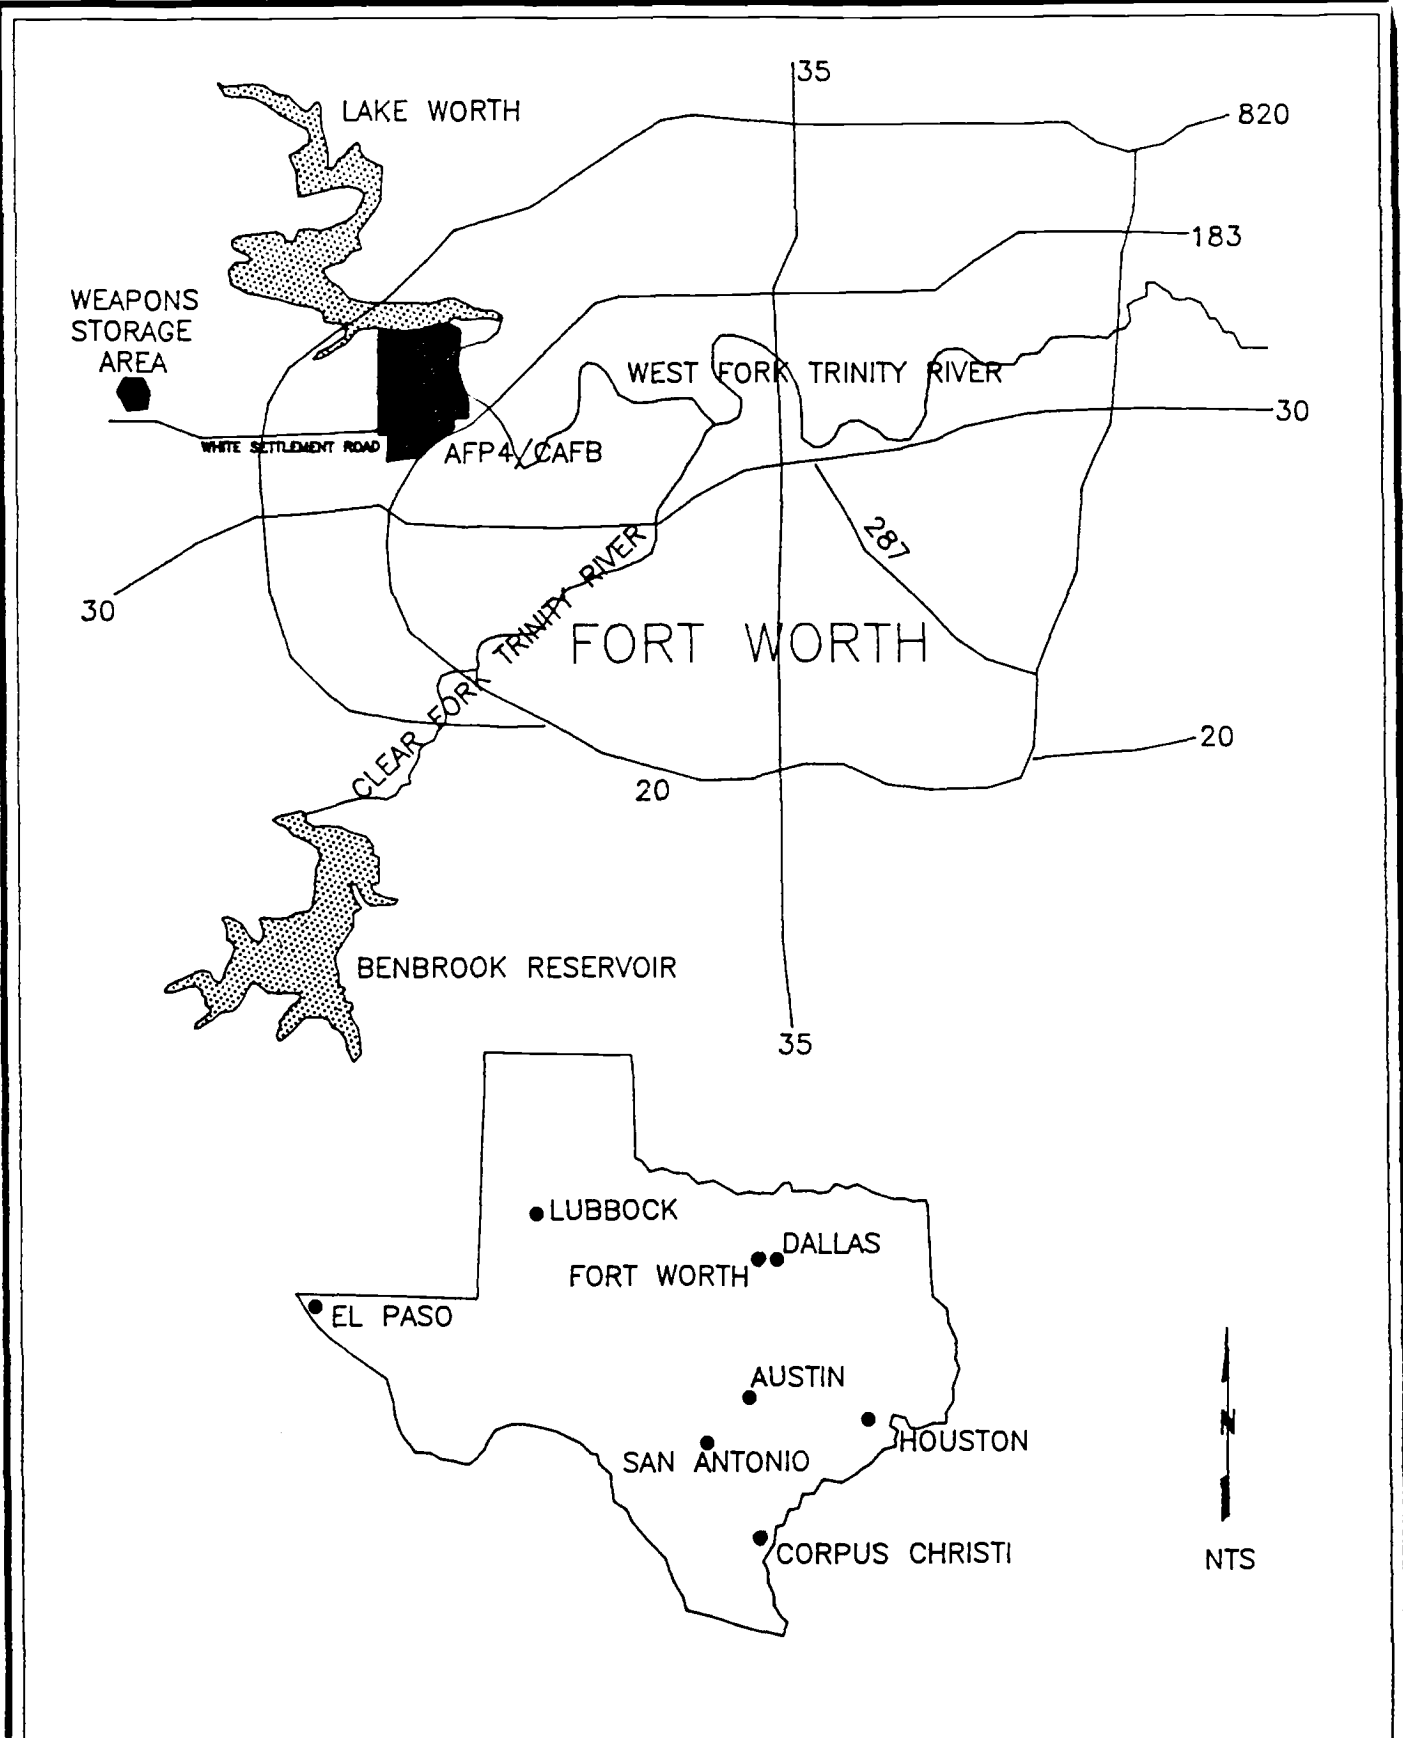 35
LAKE WORTH
820
183
WEAPONS
STORAGE
AREA
WEST FORK TRINITY RIVER
30
WHITE SETTLEMENT ROAD
AFP4/CAFB
287
30
CLEAR FORK TRINITY RIVER
FORT WORTH
20
20
BENBROOK RESERVOIR
35
LUBBOCK
DALLAS
FORT WORTH
EL PASO
AUSTIN
HOUSTON
SAN ANTONIO
N
CORPUS CHRISTI
NTS